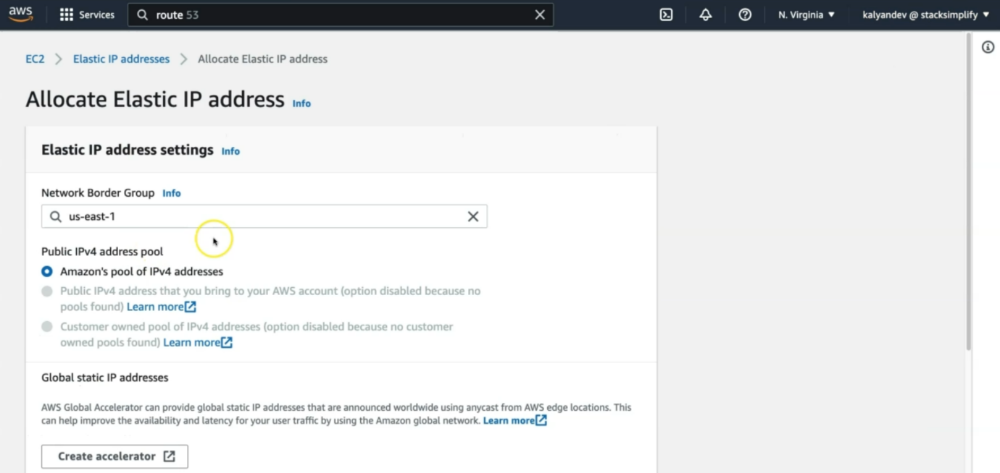 aws
Services
route 53
N. Virginia
kalyandev @ stacksimplify
EC2 > Elastic IP addresses > Allocate Elastic IP address
Allocate Elastic IP address Info
Elastic IP address settings Info
Network Border Group Info
us-east-1
Public IPv4 address pool
Amazon's pool of IPv4 addresses
Public IPv4 address that you bring to your AWS account (option disabled because no
pools found) Learn more
Customer owned pool of IPv4 addresses (option disabled because no customer
owned pools found) Learn more
Global static IP addresses
AWS Global Accelerator can provide global static IP addresses that are announced worldwide using anycast from AWS edge locations. This
can help improve the availability and latency for your user traffic by using the Amazon global network. Learn more
Create accelerator